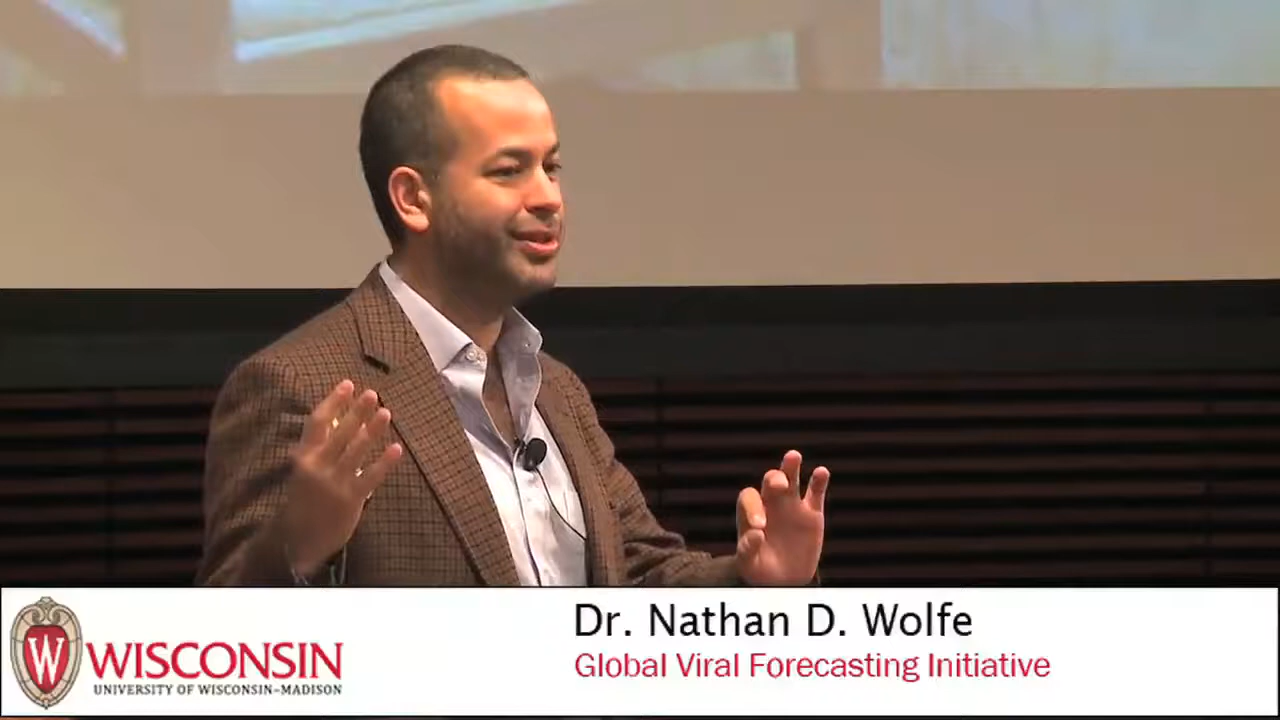 Dr. Nathan D. Wolfe
Global Viral Forecasting Initiative
W
WISCONSIN
UNIVERSITY OF WISCONSIN–MADISON